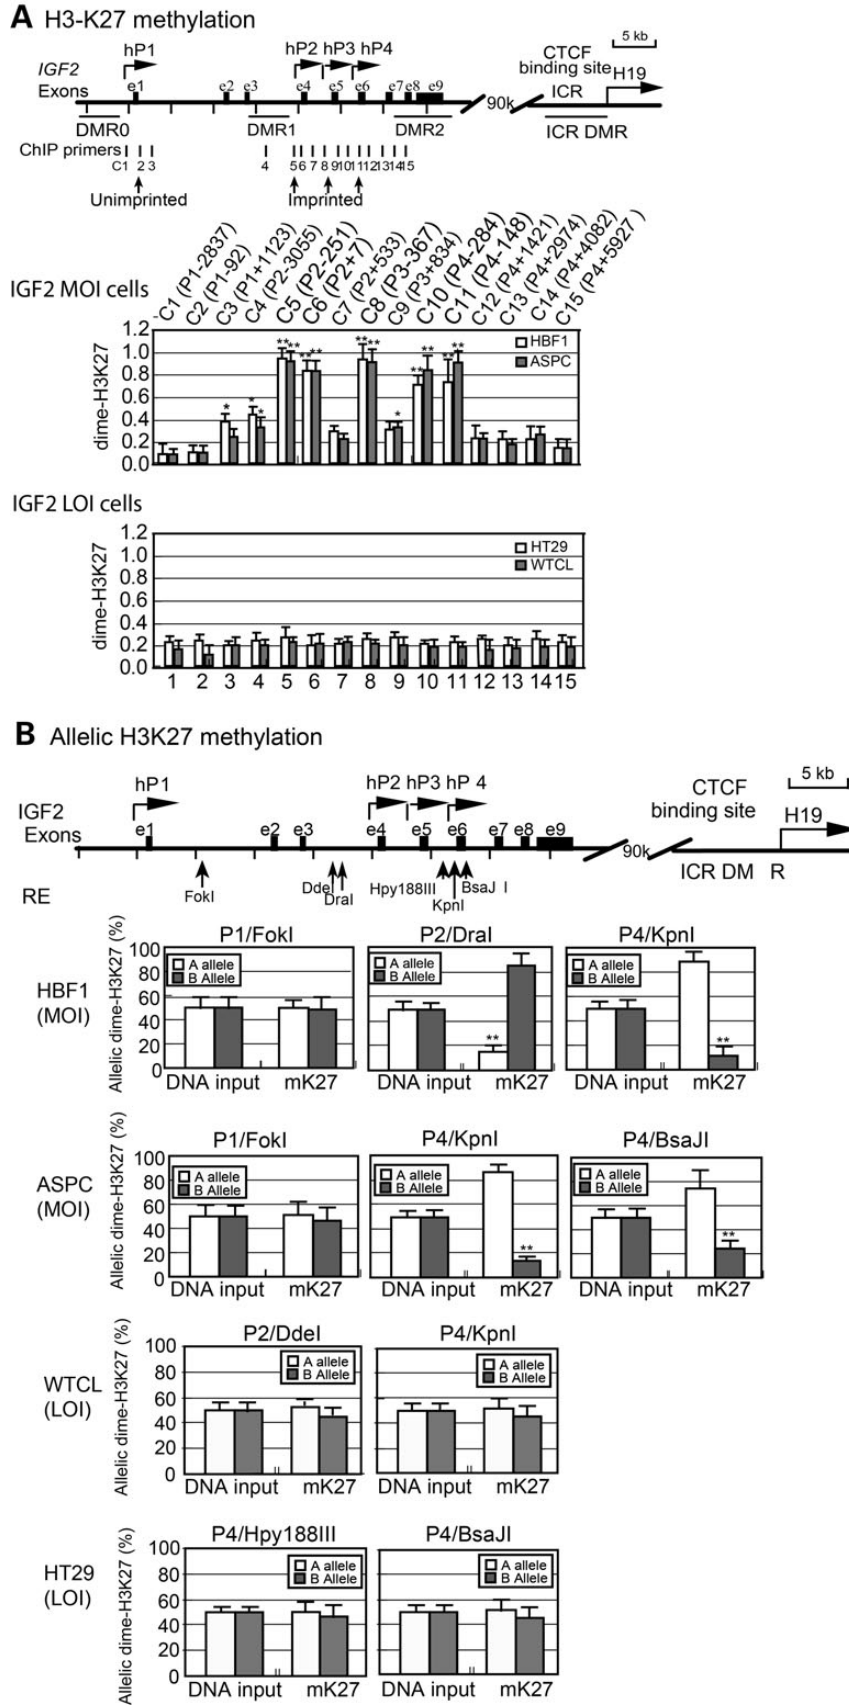 A H3-K27 methylation
hP1 hP2 hP3 hP4
5 kb
CTCF
binding site
H19
IGF2
Exons
e1 e2 e3 e4 e5 e6 e7 e8 e9
90k
ICR
DMR0 DMR1 DMR2 ICR DMR
ChIP primers
C1 2 3 4 5 6 7 8 9 10 11 12 13 14 15
Unimprinted Imprinted
C1 (P1-2837)
C2 (P1-92)
C3 (P1+1123)
C4 (P2-3055)
C5 (P2-251)
C6 (P2+7)
C7 (P2+533)
C8 (P3-367)
C9 (P3+834)
C10 (P4-284)
C11 (P4-148)
C12 (P4+1421)
C13 (P4+2974)
C14 (P4+4082)
C15 (P4+5927 )
IGF2 MOI cells
dime-H3K27
1.2
1.0
0.8
0.6
0.4
0.2
0.0
HBF1
ASPC
* * * ** ** ** ** ** ** * ** ** ** **
IGF2 LOI cells
dime-H3K27
1.2
1.0
0.8
0.6
0.4
0.2
0.0
HT29
WTCL
1 2 3 4 5 6 7 8 9 10 11 12 13 14 15
B Allelic H3K27 methylation
hP1 hP2 hP3 hP 4
5 kb
CTCF
binding site
H19
IGF2
Exons
e1 e2 e3 e4 e5 e6 e7 e8 e9
90k
ICR DM R
RE
FokI DdeI DraI Hpy188III KpnI BsaJ I
HBF1
(MOI)
Allelic dime-H3K27 (%)
100
80
60
40
20
0
P1/FokI P2/DraI P4/KpnI
A allele A allele A allele
B Allele B Allele B Allele
** **
DNA input mK27 DNA input mK27 DNA input mK27
ASPC
(MOI)
Allelic dime-H3K27 (%)
100
80
60
40
20
0
P1/FokI P4/KpnI P4/BsaJI
A allele A allele A allele
B Allele B Allele B Allele
** **
DNA input mK27 DNA input mK27 DNA input mK27
WTCL
(LOI)
Allelic dime-H3K27 (%)
100
80
60
40
20
0
P2/DdeI P4/KpnI
A allele A allele
B Allele B Allele
DNA input mK27 DNA input mK27
HT29
(LOI)
Allelic dime-H3K27 (%)
100
80
60
40
20
0
P4/Hpy188III P4/BsaJI
A allele A allele
B Allele B Allele
DNA input mK27 DNA input mK27